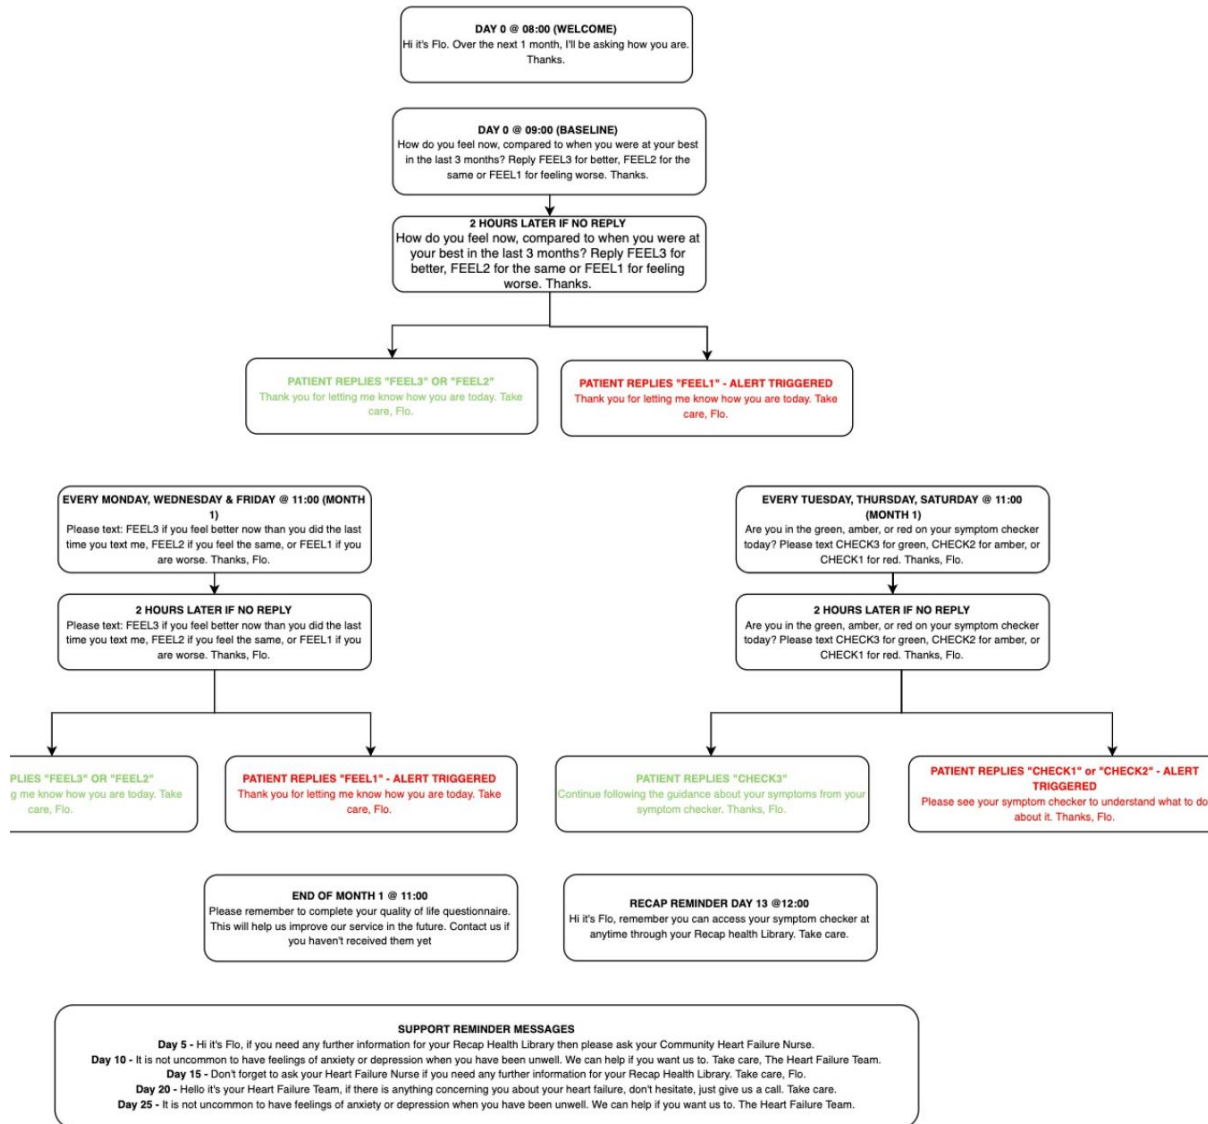 DAY 0 @ 08:00 (WELCOME)
Hi it's Flo. Over the next 1 month, I'll be asking how you are.
Thanks.
DAY 0 @ 09:00 (BASELINE)
How do you feel now, compared to when you were at your best
in the last 3 months? Reply FEEL3 for better, FEEL2 for the
same or FEEL1 for feeling worse. Thanks.
2 HOURS LATER IF NO REPLY
How do you feel now, compared to when you were at
your best in the last 3 months? Reply FEEL3 for
better, FEEL2 for the same or FEEL1 for feeling
worse. Thanks.
PATIENT REPLIES "FEEL3" OR "FEEL2"
Thank you for letting me know how you are today. Take
care, Flo.
PATIENT REPLIES "FEEL1" - ALERT TRIGGERED
Thank you for letting me know how you are today. Take
care, Flo.
EVERY MONDAY, WEDNESDAY & FRIDAY @ 11:00 (MONTH
1)
Please text: FEEL3 if you feel better now than you did the last
time you text me, FEEL2 if you feel the same, or FEEL1 if you
are worse. Thanks, Flo.
2 HOURS LATER IF NO REPLY
Please text: FEEL3 if you feel better now than you did the last
time you text me, FEEL2 if you feel the same, or FEEL1 if you
are worse. Thanks, Flo.
PLIES "FEEL3" OR "FEEL2"
g me know how you are today. Take
care, Flo.
PATIENT REPLIES "FEEL1" - ALERT TRIGGERED
Thank you for letting me know how you are today. Take
care, Flo.
EVERY TUESDAY, THURSDAY, SATURDAY @ 11:00
(MONTH 1)
Are you in the green, amber, or red on your symptom checker
today? Please text CHECK3 for green, CHECK2 for amber, or
CHECK1 for red. Thanks, Flo.
2 HOURS LATER IF NO REPLY
Are you in the green, amber, or red on your symptom checker
today? Please text CHECK3 for green, CHECK2 for amber, or
CHECK1 for red. Thanks, Flo.
PATIENT REPLIES "CHECK3"
Continue following the guidance about your symptoms from your
symptom checker. Thanks, Flo.
PATIENT REPLIES "CHECK1" or "CHECK2" - ALERT
TRIGGERED
Please see your symptom checker to understand what to do
about it. Thanks, Flo.
END OF MONTH 1 @ 11:00
Please remember to complete your quality of life questionnaire.
This will help us improve our service in the future. Contact us if
you haven't received them yet
RECAP REMINDER DAY 13 @12:00
Hi it's Flo, remember you can access your symptom checker at
anytime through your Recap health Library. Take care.
SUPPORT REMINDER MESSAGES
Day 5 - Hi it's Flo, if you need any further information for your Recap Health Library then please ask your Community Heart Failure Nurse.
Day 10 - It is not uncommon to have feelings of anxiety or depression when you have been unwell. We can help if you want us to. Take care, The Heart Failure Team.
Day 15 - Don't forget to ask your Heart Failure Nurse if you need any further information for your Recap Health Library. Take care, Flo.
Day 20 - Hello it's your Heart Failure Team, if there is anything concerning you about your heart failure, don't hesitate, just give us a call. Take care.
Day 25 - It is not uncommon to have feelings of anxiety or depression when you have been unwell. We can help if you want us to. The Heart Failure Team.